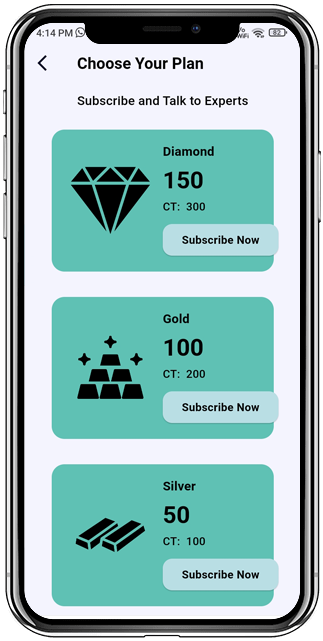 4:14 PM
WiFi
82
Choose Your Plan
Subscribe and Talk to Experts
Diamond
150
CT: 300
Subscribe Now
Gold
100
CT: 200
Subscribe Now
Silver
50
CT: 100
Subscribe Now